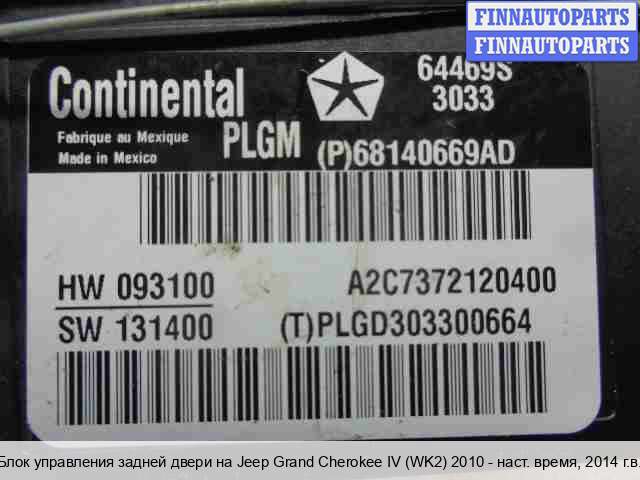 FINNAUTOPARTS
FINNAUTOPARTS
Continental
64469S
3033
Fabrique au Mexique
Made in Mexico
PLGM
(P)68140669AD
HW 093100
A2C7372120400
SW 131400
(T)PLGD303300664
Блок управления задней двери на Jeep Grand Cherokee IV (WK2) 2010 - наст. время, 2014 г.в.